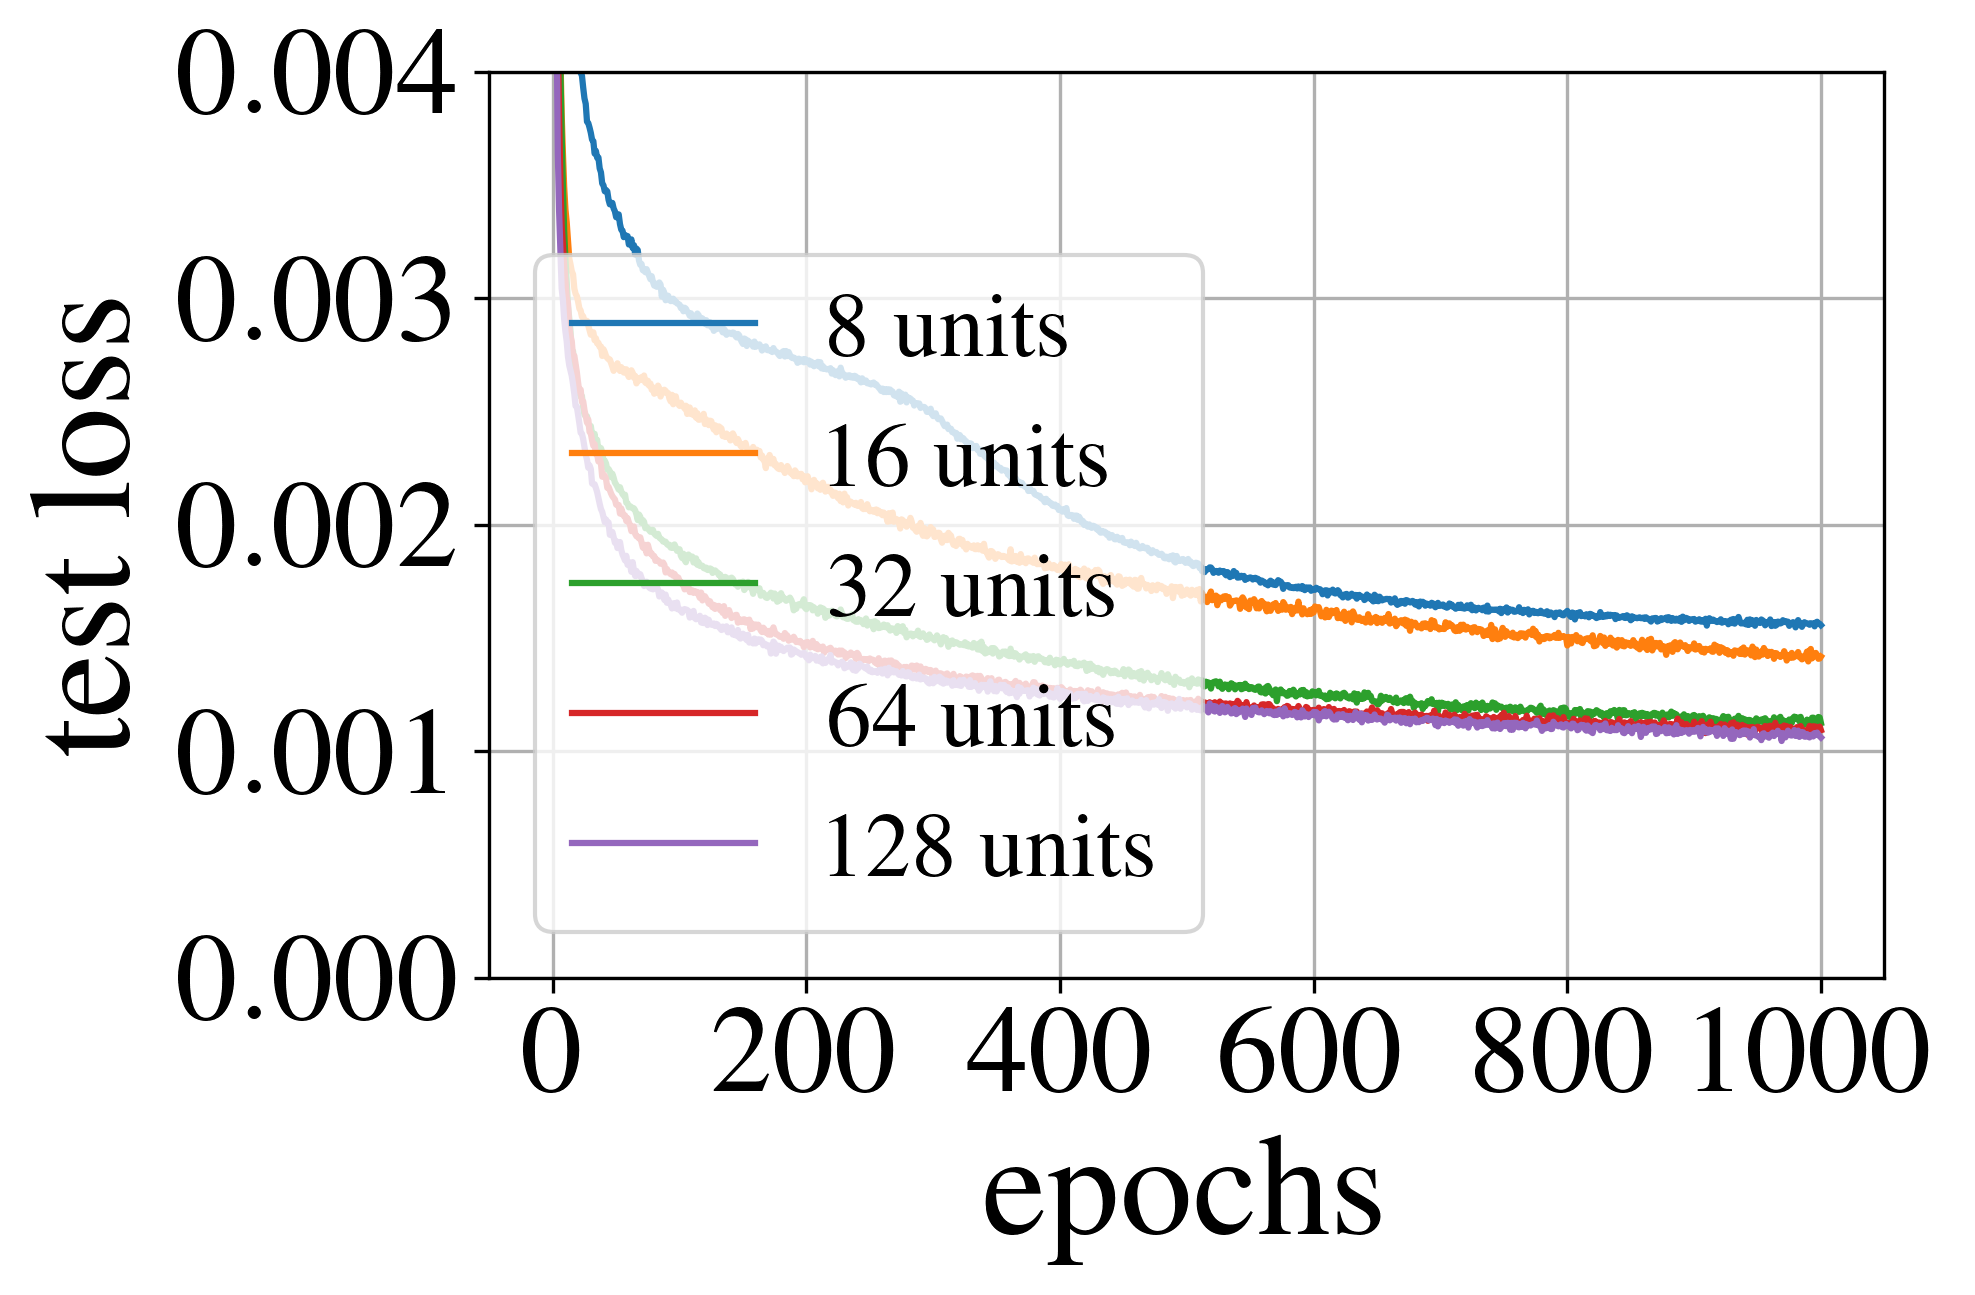 test loss
0.004
0.003
0.002
0.001
0.000
8 units
16 units
32 units
64 units
128 units
0 200 400 600 800 1000
epochs